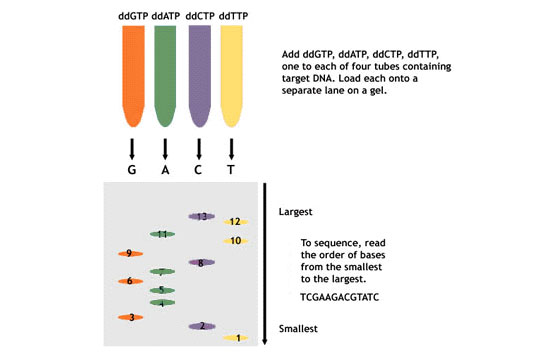 ddGTP ddATP ddCTP ddTTP
Add ddGTP, ddATP, ddCTP, ddTTP,
one to each of four tubes containing
target DNA. Load each onto a
separate lane on a gel.
G A C T
Largest
13
12
11
10
9
8
7
6
5
4
3
2
1
To sequence, read
the order of bases
from the smallest
to the largest.
TCGAAGACGTATC
Smallest